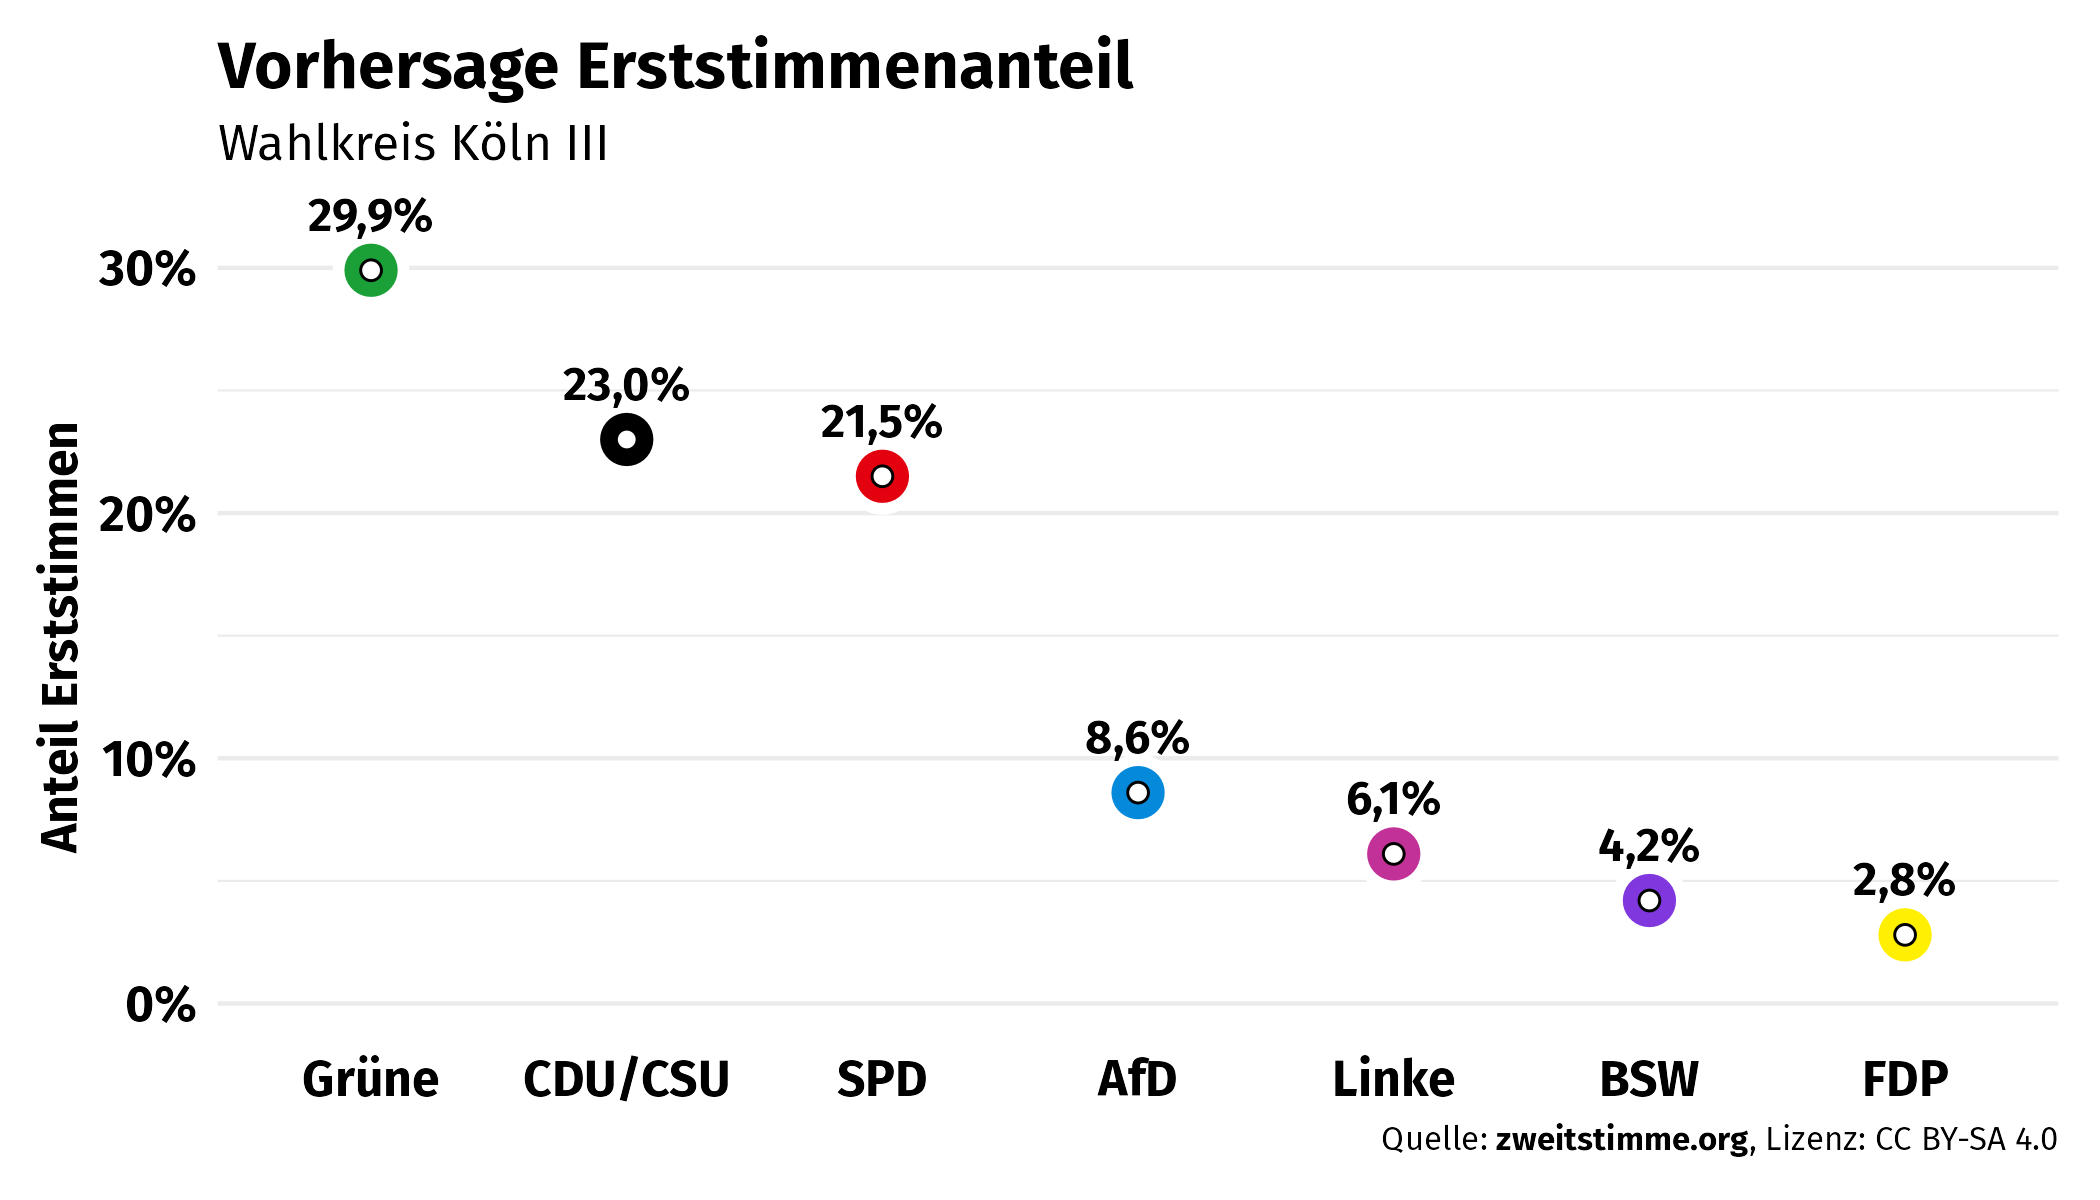 Vorhersage Erststimmenanteil
Wahlkreis Köln III
29,9%
30%
23,0%
21,5%
20%
Anteil Erststimmen
8,6%
10%
6,1%
4,2%
2,8%
0%
Grüne CDU/CSU SPD AfD Linke BSW FDP
Quelle: zweitstimme.org, Lizenz: CC BY-SA 4.0